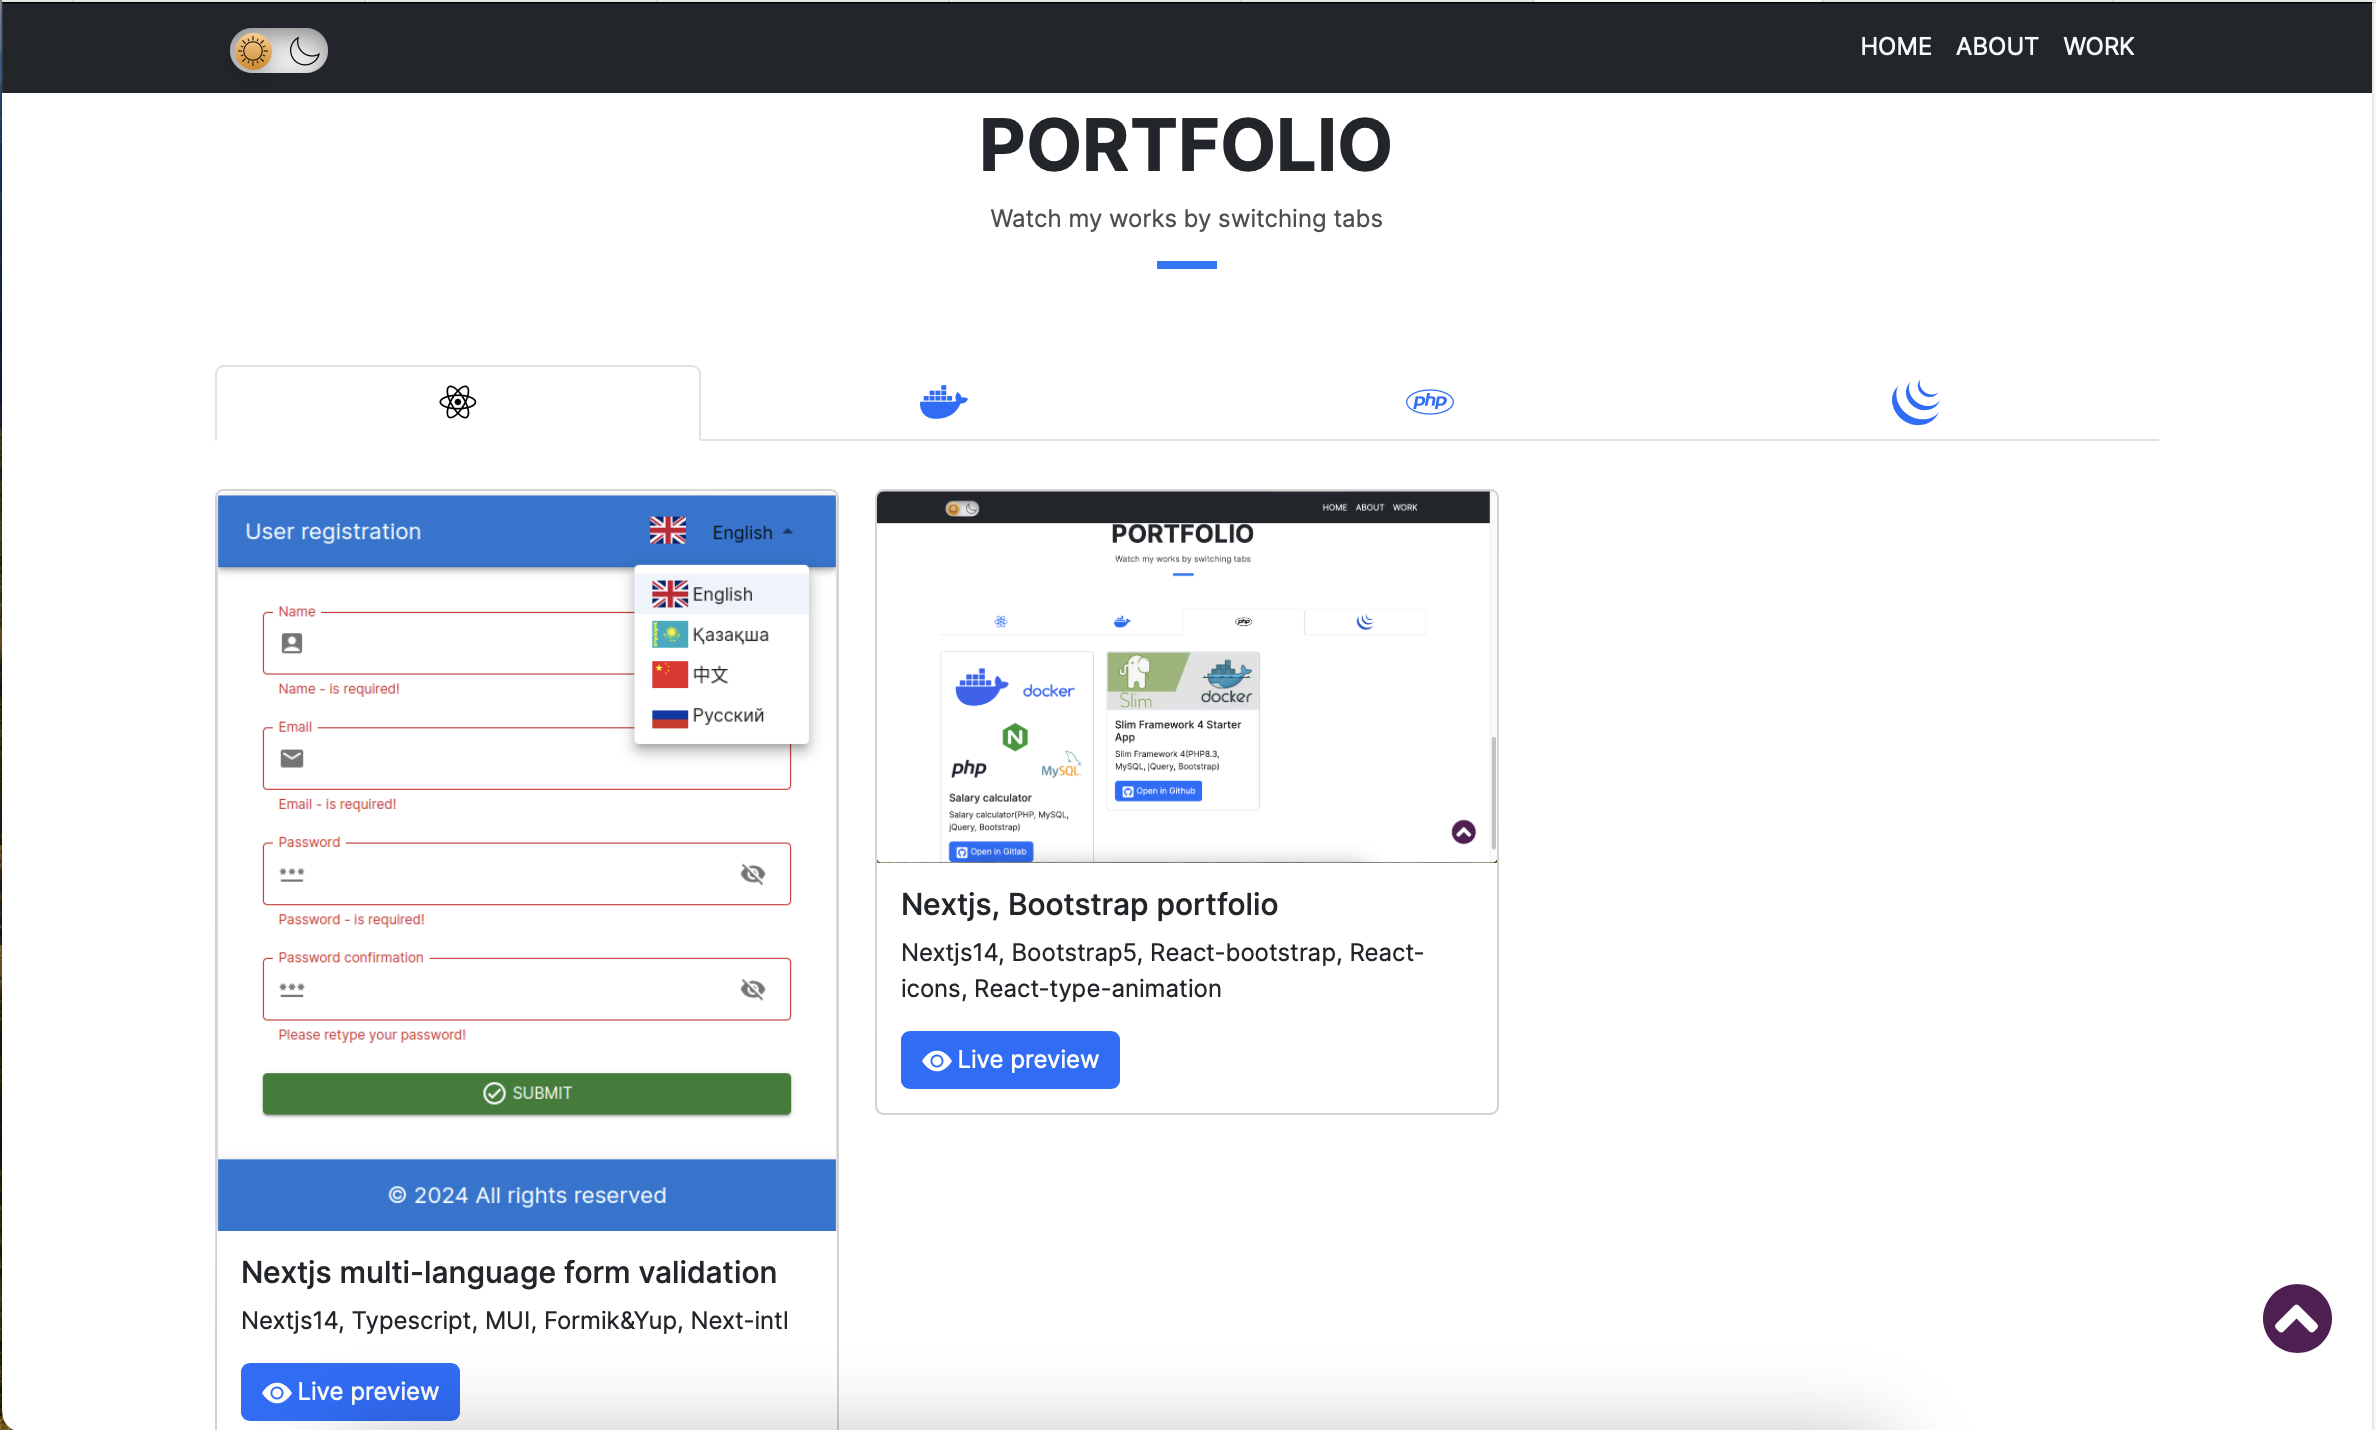 HOME ABOUT WORK
PORTFOLIO
Watch my works by switching tabs
php
User registration
English
English
Қазақша
中文
Русский
Name
Name - is required!
Email
Email - is required!
Password
***
Password - is required!
Password confirmation
***
Please retype your password!
SUBMIT
© 2024 All rights reserved
Nextjs multi-language form validation
Nextjs14, Typescript, MUI, Formik&Yup, Next-intl
Live preview
HOME ABOUT WORK
PORTFOLIO
Watch my works by switching tabs
php
docker
N
php
MySQL
Salary calculator
Salary calculator(PHP, MySQL,
jQuery, Bootstrap)
Open in Gitlab
Slim
docker
Slim Framework 4 Starter
App
Slim Framework 4(PHP8.3,
MySQL, jQuery, Bootstrap)
Open in Github
Nextjs, Bootstrap portfolio
Nextjs14, Bootstrap5, React-bootstrap, React-
icons, React-type-animation
Live preview